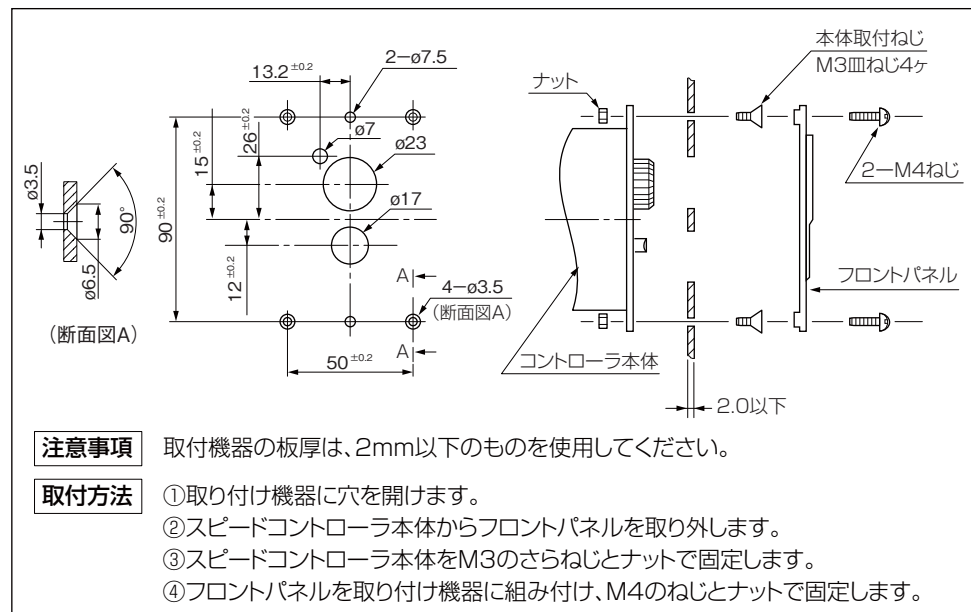 13.2±0.2
2−ø7.5
ø7
ø23
26±0.2
15±0.2
90±0.2
ø17
12±0.2
A
A
4−ø3.5
(断面図A)
50±0.2
ø3.5
90°
ø6.5
(断面図A)
ナット
本体取付ねじ
M3皿ねじ4ヶ
2−M4ねじ
フロントパネル
コントローラ本体
2.0以下
注意事項 取付機器の板厚は、2mm以下のものを使用してください。
取付方法 ①取り付け機器に穴を開けます。
②スピードコントローラ本体からフロントパネルを取り外します。
③スピードコントローラ本体をM3のさらねじとナットで固定します。
④フロントパネルを取り付け機器に組み付け、M4のねじとナットで固定します。